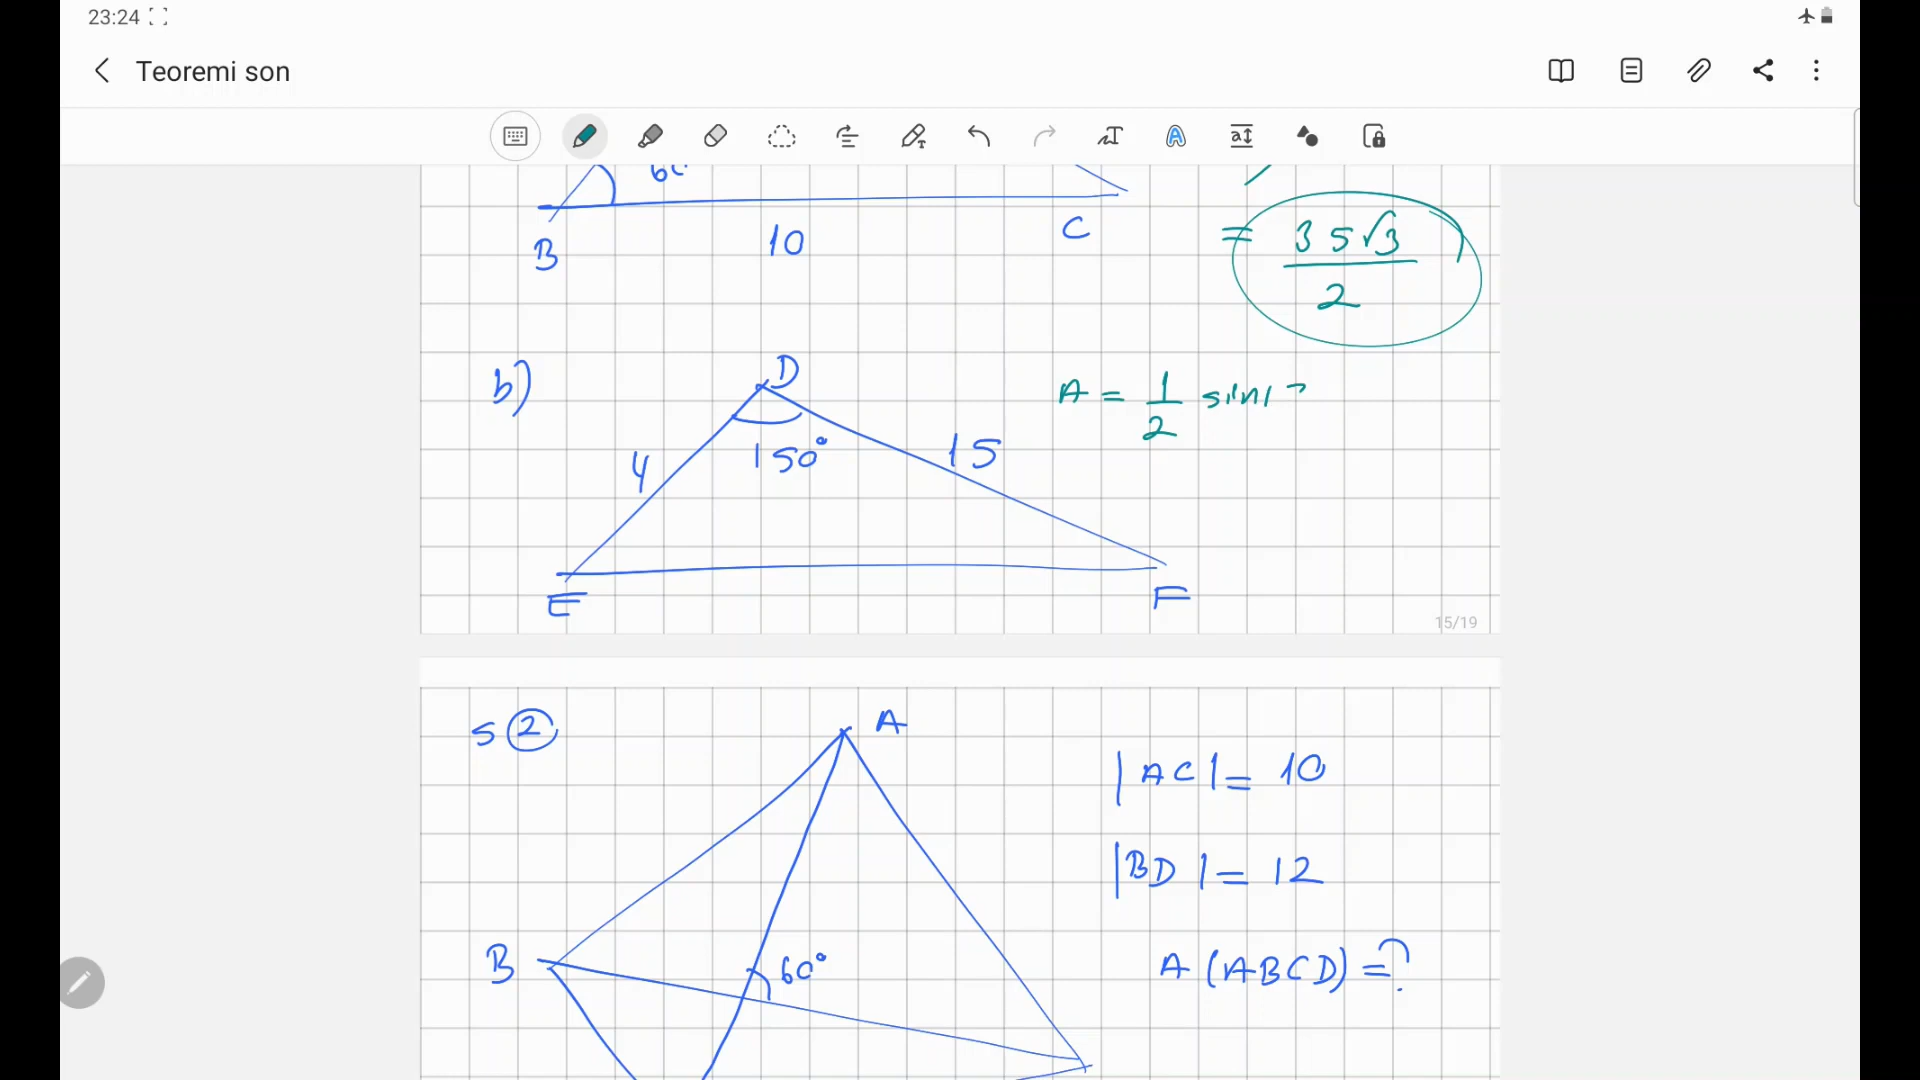 23:24
Teoremi son
B
10
C
= 35√3
2
b)
D
A = 1/2 sin1
4
150°
15
E
F
15/19
S ②
A
|AC| = 10
|BD| = 12
B
60°
A (ABCD) = ?